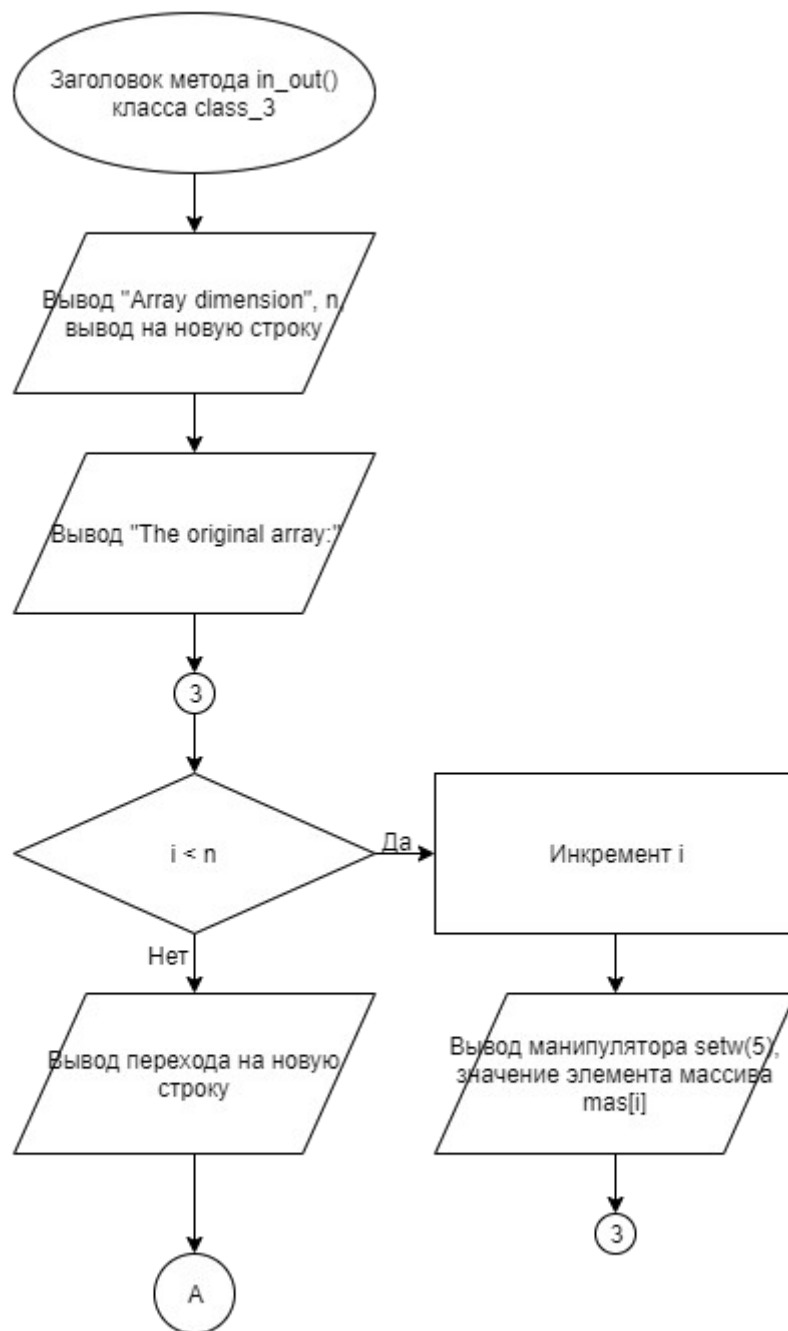 Заголовок метода in_out()
класса class_3
Вывод "Array dimension", n,
вывод на новую строку
Вывод "The original array:"
3
i < n
Да
Инкремент i
Нет
Вывод перехода на новую
строку
Вывод манипулятора setw(5),
значение элемента массива
mas[i]
3
A